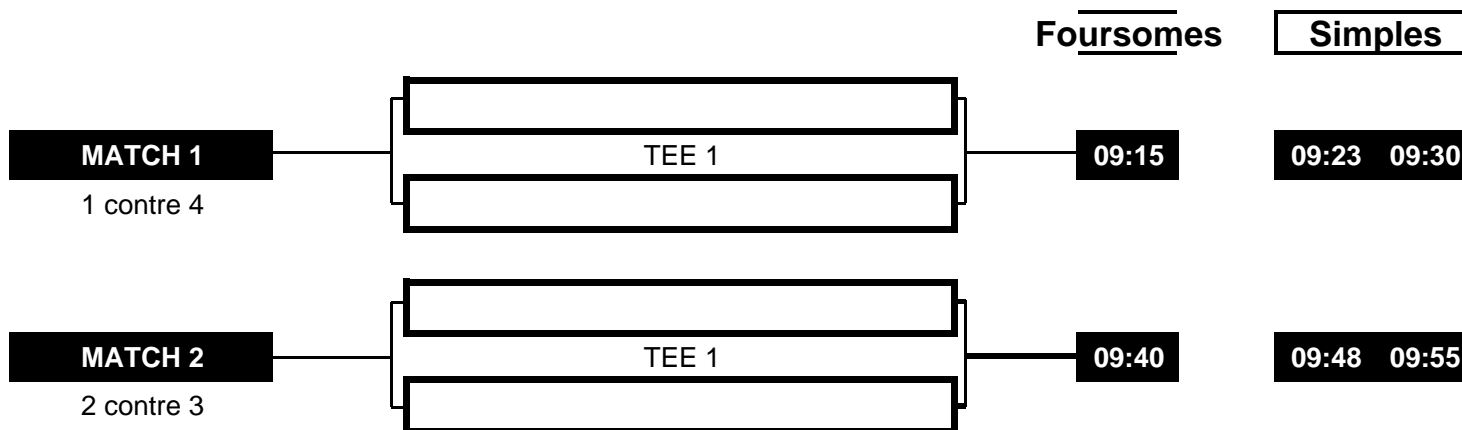 Foursomes Simples
MATCH 1 TEE 1 09:15 09:23 09:30
1 contre 4
MATCH 2 TEE 1 09:40 09:48 09:55
2 contre 3